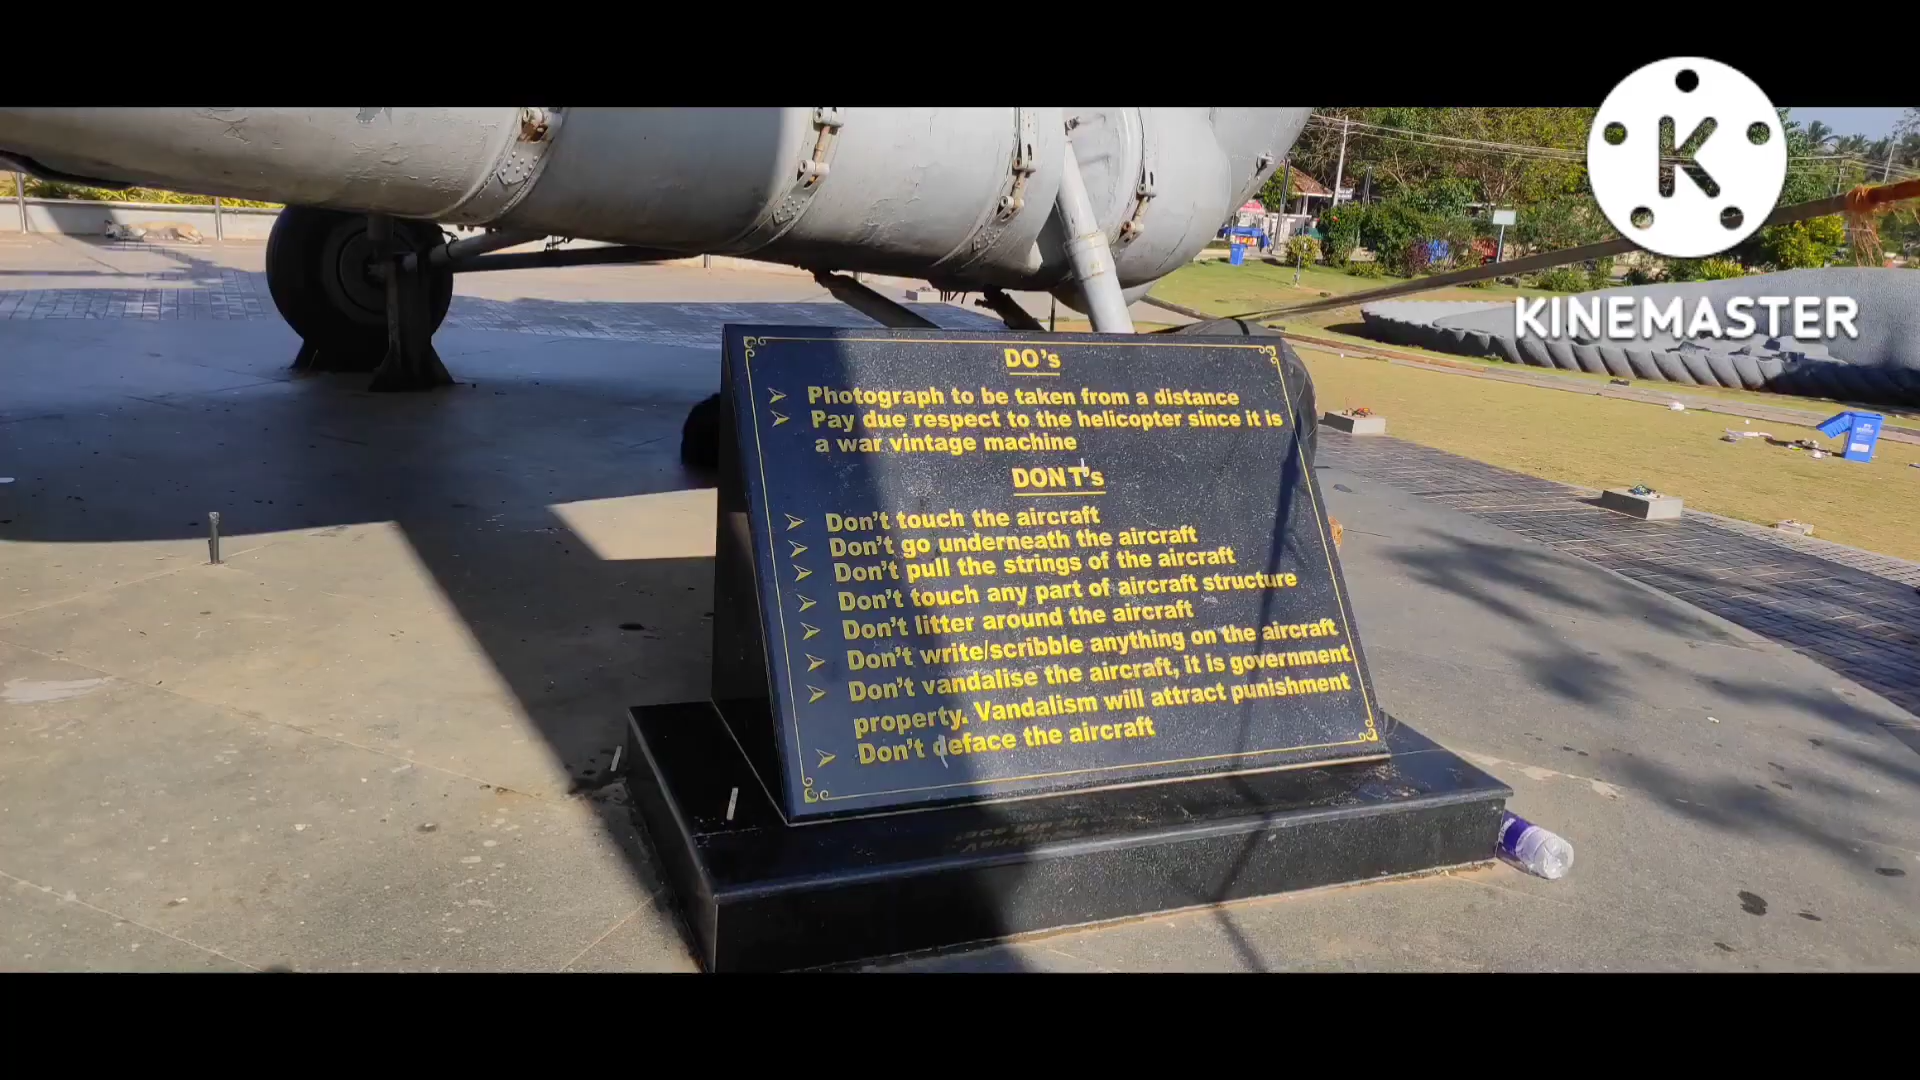 K
KINEMASTER
DO's
Photograph to be taken from a distance
Pay due respect to the helicopter since it is
a war vintage machine
DONT's
Don't touch the aircraft
Don't go underneath the aircraft
Don't pull the strings of the aircraft
Don't touch any part of aircraft structure
Don't litter around the aircraft
Don't write/scribble anything on the aircraft
Don't vandalise the aircraft, it is government
property. Vandalism will attract punishment
Don't deface the aircraft